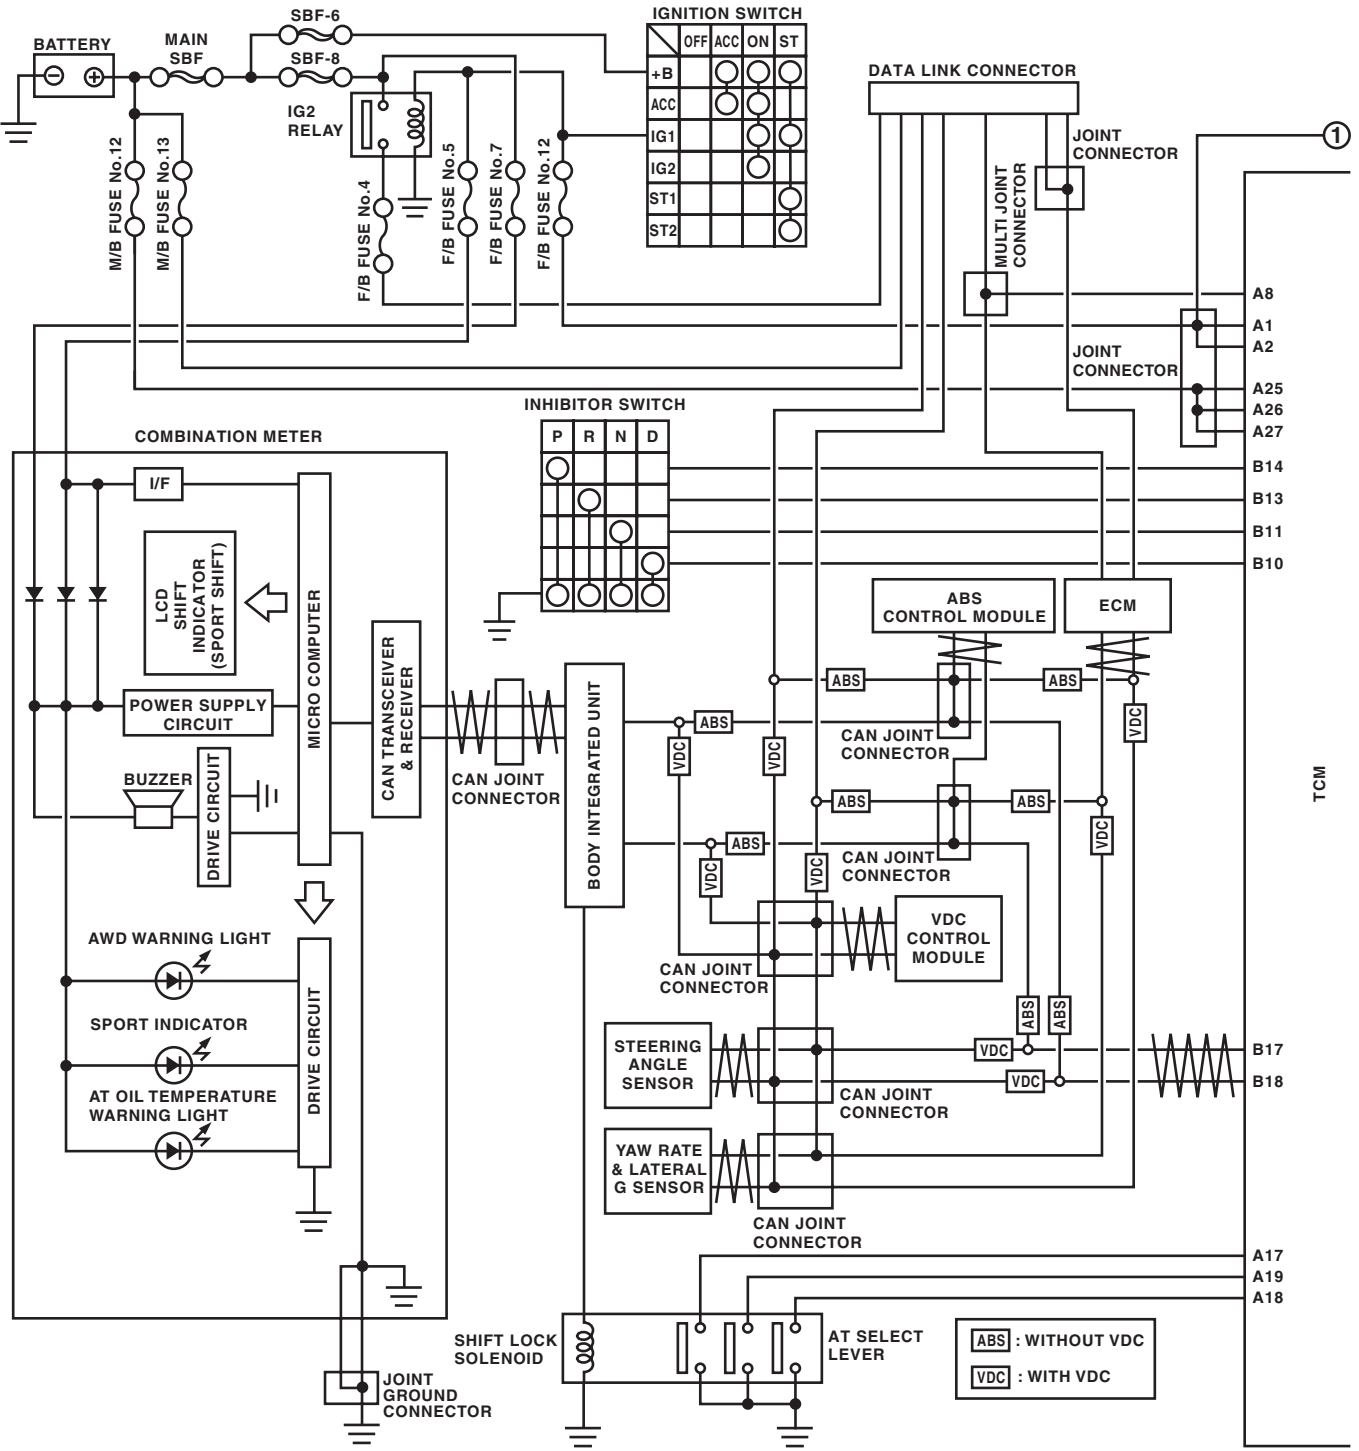 SBF-6
IGNITION SWITCH
BATTERY
MAIN
SBF
SBF-8
OFF ACC ON ST
+B
ACC
IG1
IG2
ST1
ST2
IG2
RELAY
DATA LINK CONNECTOR
JOINT
CONNECTOR
1
MULTI JOINT
CONNECTOR
M/B FUSE No.12
M/B FUSE No.13
F/B FUSE No.4
F/B FUSE No.5
F/B FUSE No.7
F/B FUSE No.12
A8
A1
A2
JOINT
CONNECTOR
A25
A26
A27
INHIBITOR SWITCH
P R N D
B14
B13
B11
B10
COMBINATION METER
I/F
LCD
SHIFT
INDICATOR
(SPORT SHIFT)
MICRO COMPUTER
CAN TRANSCEIVER
& RECEIVER
POWER SUPPLY
CIRCUIT
BUZZER
DRIVE CIRCUIT
CAN JOINT
CONNECTOR
BODY INTEGRATED UNIT
ABS
CONTROL MODULE
ECM
ABS
ABS
ABS
VDC
VDC
VDC
CAN JOINT
CONNECTOR
ABS
ABS
ABS
VDC
VDC
VDC
CAN JOINT
CONNECTOR
TCM
VDC
CONTROL
MODULE
CAN JOINT
CONNECTOR
AWD WARNING LIGHT
SPORT INDICATOR
AT OIL TEMPERATURE
WARNING LIGHT
DRIVE CIRCUIT
STEERING
ANGLE
SENSOR
ABS
ABS
VDC
VDC
B17
B18
CAN JOINT
CONNECTOR
YAW RATE
& LATERAL
G SENSOR
CAN JOINT
CONNECTOR
A17
A19
A18
SHIFT LOCK
SOLENOID
AT SELECT
LEVER
ABS : WITHOUT VDC
VDC : WITH VDC
JOINT
GROUND
CONNECTOR